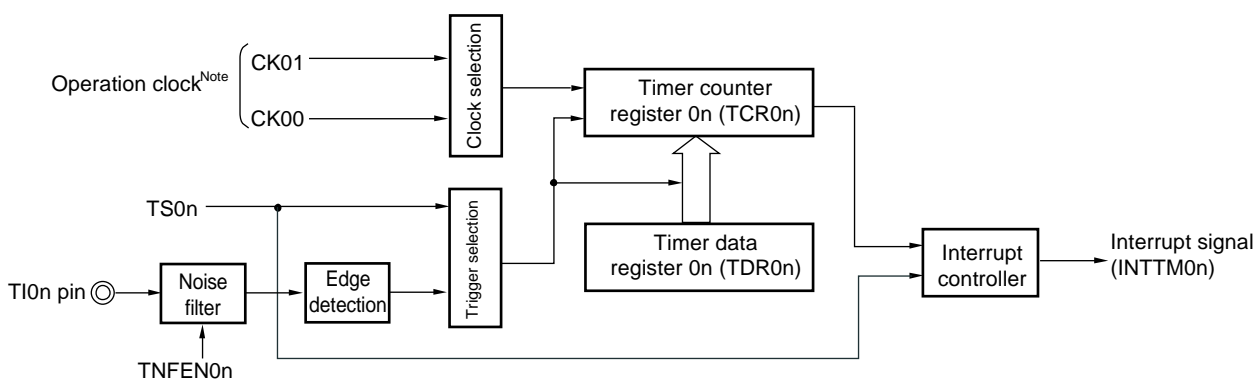 Operation clock^Note
CK01
CK00
Clock selection
Timer counter
register 0n (TCR0n)
TS0n
Trigger selection
Timer data
register 0n (TDR0n)
TI0n pin
Noise
filter
Edge
detection
TNFEN0n
Interrupt
controller
Interrupt signal
(INTTM0n)